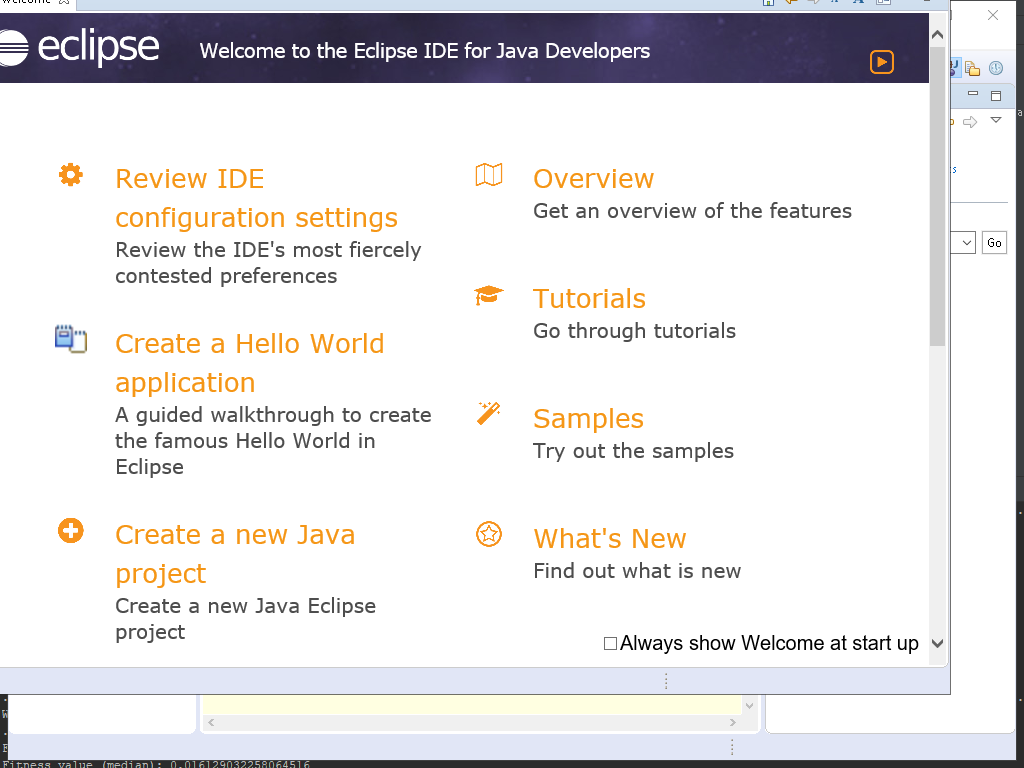 Welcome
eclipse
Welcome to the Eclipse IDE for Java Developers
Review IDE
configuration settings
Review the IDE's most fiercely
contested preferences
Create a Hello World
application
A guided walkthrough to create
the famous Hello World in
Eclipse
Create a new Java
project
Create a new Java Eclipse
project
Overview
Get an overview of the features
Tutorials
Go through tutorials
Samples
Try out the samples
What's New
Find out what is new
Always show Welcome at start up
Go
Fitness value (median): 0.016129032258064516